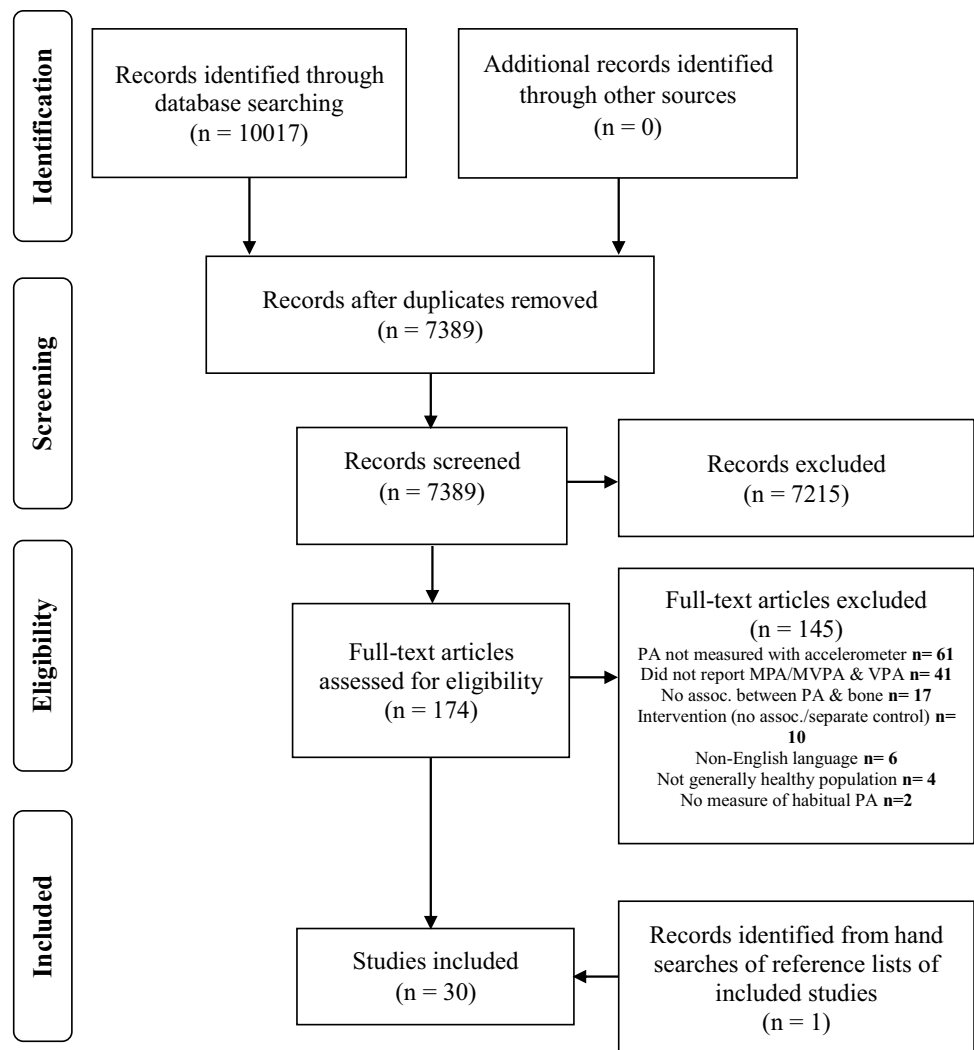 Identification
Records identified through
database searching
(n = 10017)
Additional records identified
through other sources
(n = 0)
Screening
Records after duplicates removed
(n = 7389)
Records screened
(n = 7389)
Records excluded
(n = 7215)
Eligibility
Full-text articles
assessed for eligibility
(n = 174)
Full-text articles excluded
(n = 145)
PA not measured with accelerometer n= 61
Did not report MPA/MVPA & VPA n= 41
No assoc. between PA & bone n= 17
Intervention (no assoc./separate control) n=
10
Non-English language n= 6
Not generally healthy population n= 4
No measure of habitual PA n=2
Included
Studies included
(n = 30)
Records identified from hand
searches of reference lists of
included studies
(n = 1)